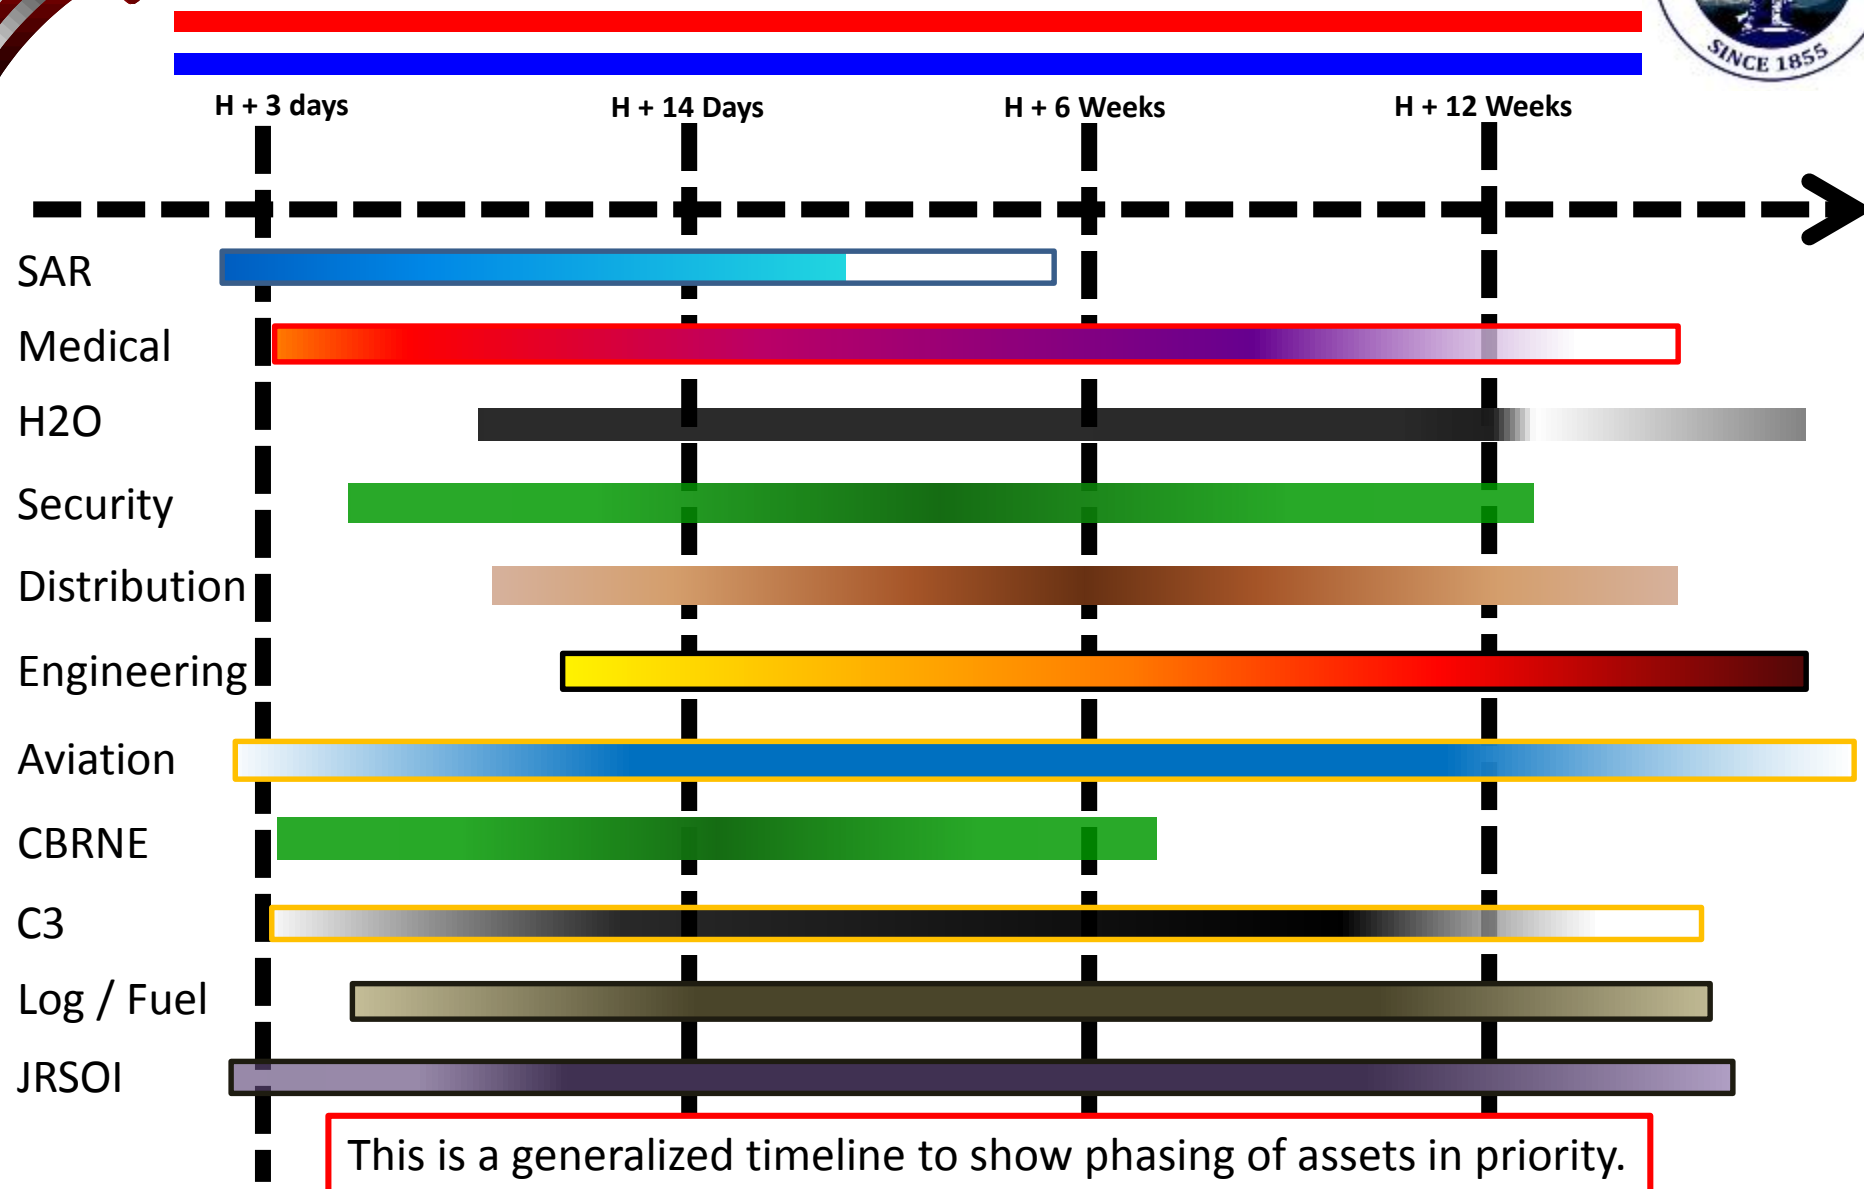 SINCE 1855
H + 3 days
H + 14 Days
H + 6 Weeks
H + 12 Weeks
SAR
Medical
H2O
Security
Distribution
Engineering
Aviation
CBRNE
C3
Log / Fuel
JRSOI
This is a generalized timeline to show phasing of assets in priority.